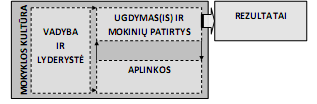 MOKYKLOS KULTŪRA
VADYBA
IR
LYDERYSTĖ
UGDYMAS(IS) IR
MOKINIŲ PATIRTYS
APLINKOS
REZULTATAI